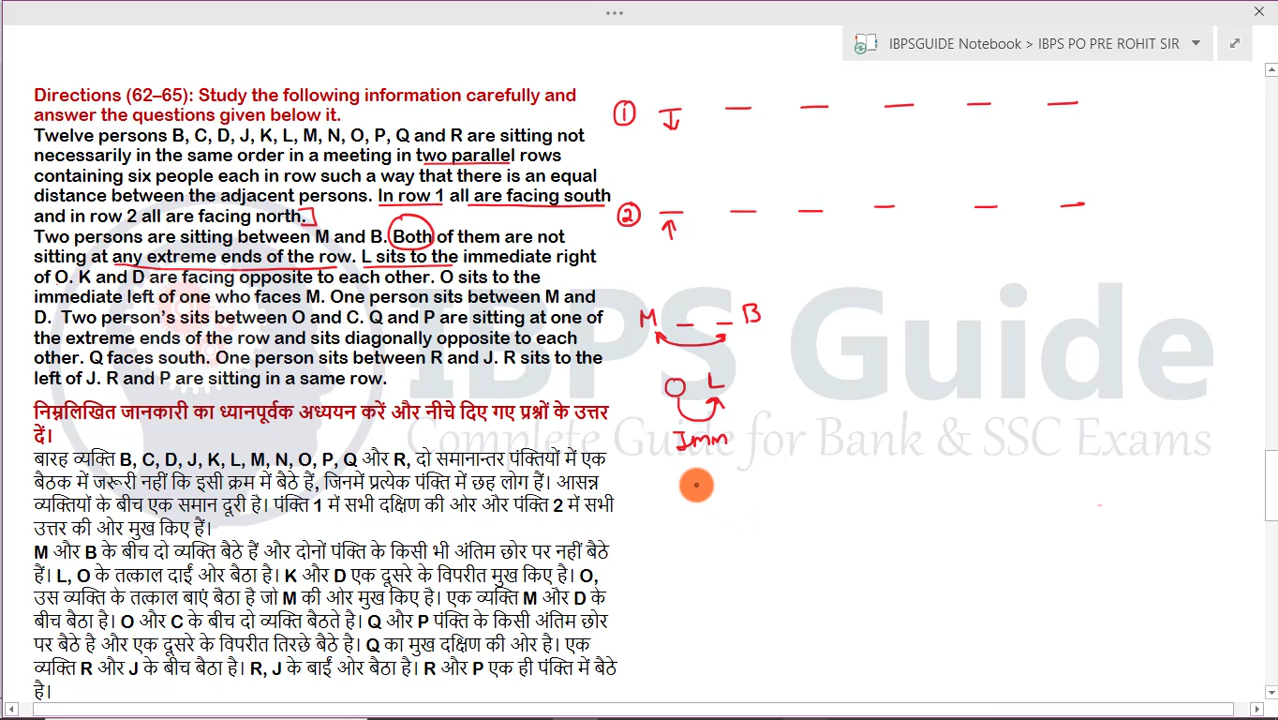 IBPSGUIDE Notebook > IBPS PO PRE ROHIT SIR
Directions (62–65): Study the following information carefully and
answer the questions given below it.
Twelve persons B, C, D, J, K, L, M, N, O, P, Q and R are sitting not
necessarily in the same order in a meeting in two parallel rows
containing six people each in row such a way that there is an equal
distance between the adjacent persons. In row 1 all are facing south
and in row 2 all are facing north.
Two persons are sitting between M and B. Both of them are not
sitting at any extreme ends of the row. L sits to the immediate right
of O. K and D are facing opposite to each other. O sits to the
immediate left of one who faces M. One person sits between M and
D. Two person's sits between O and C. Q and P are sitting at one of
the extreme ends of the row and sits diagonally opposite to each
other. Q faces south. One person sits between R and J. R sits to the
left of J. R and P are sitting in a same row.
निम्नलिखित जानकारी का ध्यानपूर्वक अध्ययन करें और नीचे दिए गए प्रश्नों के उत्तर
दें।
बारह व्यक्ति B, C, D, J, K, L, M, N, O, P, Q और R, दो समानान्तर पंक्तियों में एक
बैठक में जरूरी नहीं कि इसी क्रम में बैठे हैं, जिनमें प्रत्येक पंक्ति में छह लोग हैं। आसन्न
व्यक्तियों के बीच एक समान दूरी है। पंक्ति 1 में सभी दक्षिण की ओर और पंक्ति 2 में सभी
उत्तर की ओर मुख किए हैं।
M और B के बीच दो व्यक्ति बैठे हैं और दोनों पंक्ति के किसी भी अंतिम छोर पर नहीं बैठे
हैं। L, O के तत्काल दाईं ओर बैठा है। K और D एक दूसरे के विपरीत मुख किए है। O,
उस व्यक्ति के तत्काल बाएं बैठा है जो M की ओर मुख किए है। एक व्यक्ति M और D के
बीच बैठा है। O और C के बीच दो व्यक्ति बैठते है। Q और P पंक्ति के किसी अंतिम छोर
पर बैठे है और एक दूसरे के विपरीत तिरछे बैठे है। Q का मुख दक्षिण की ओर है। एक
व्यक्ति R और J के बीच बैठा है। R, J के बाईं ओर बैठा है। R और P एक ही पंक्ति में बैठे
है।
①
②
M _ _ B
O L
Imm
IBPS Guide
Complete Guide for Bank & SSC Exams